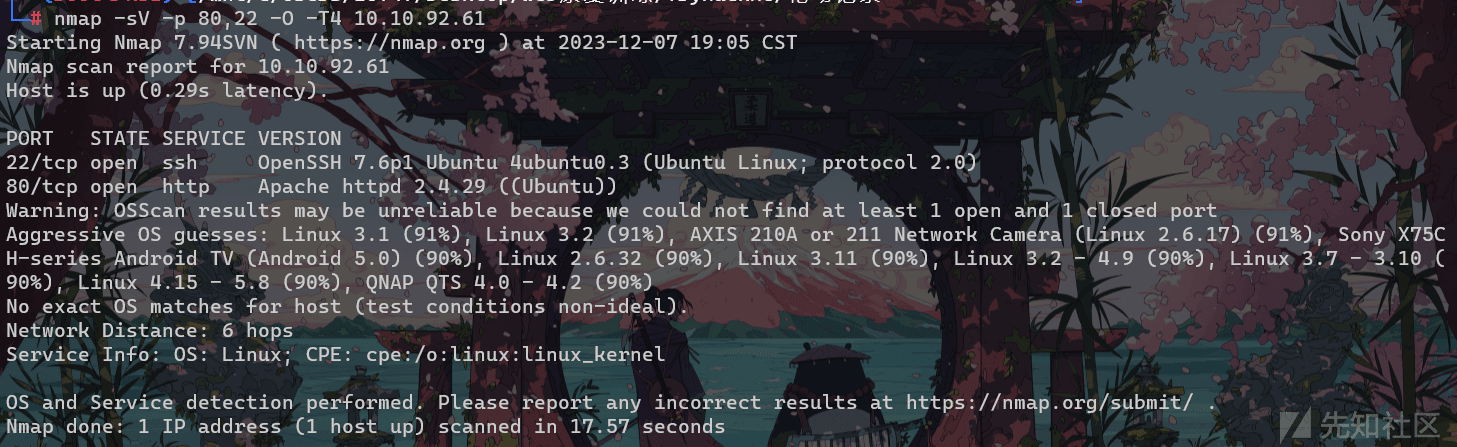 └─# nmap -sV -p 80,22 -O -T4 10.10.92.61
Starting Nmap 7.94SVN ( https://nmap.org ) at 2023-12-07 19:05 CST
Nmap scan report for 10.10.92.61
Host is up (0.29s latency).
PORT   STATE SERVICE VERSION
22/tcp open  ssh     OpenSSH 7.6p1 Ubuntu 4ubuntu0.3 (Ubuntu Linux; protocol 2.0)
80/tcp open  http    Apache httpd 2.4.29 ((Ubuntu))
Warning: OSScan results may be unreliable because we could not find at least 1 open and 1 closed port
Aggressive OS guesses: Linux 3.1 (91%), Linux 3.2 (91%), AXIS 210A or 211 Network Camera (Linux 2.6.17) (91%), Sony X75C
H-series Android TV (Android 5.0) (90%), Linux 2.6.32 (90%), Linux 3.11 (90%), Linux 3.2 - 4.9 (90%), Linux 3.7 - 3.10 (
90%), Linux 4.15 - 5.8 (90%), QNAP QTS 4.0 - 4.2 (90%)
No exact OS matches for host (test conditions non-ideal).
Network Distance: 6 hops
Service Info: OS: Linux; CPE: cpe:/o:linux:linux_kernel
OS and Service detection performed. Please report any incorrect results at https://nmap.org/submit/ .
Nmap done: 1 IP address (1 host up) scanned in 17.57 seconds
先知社区